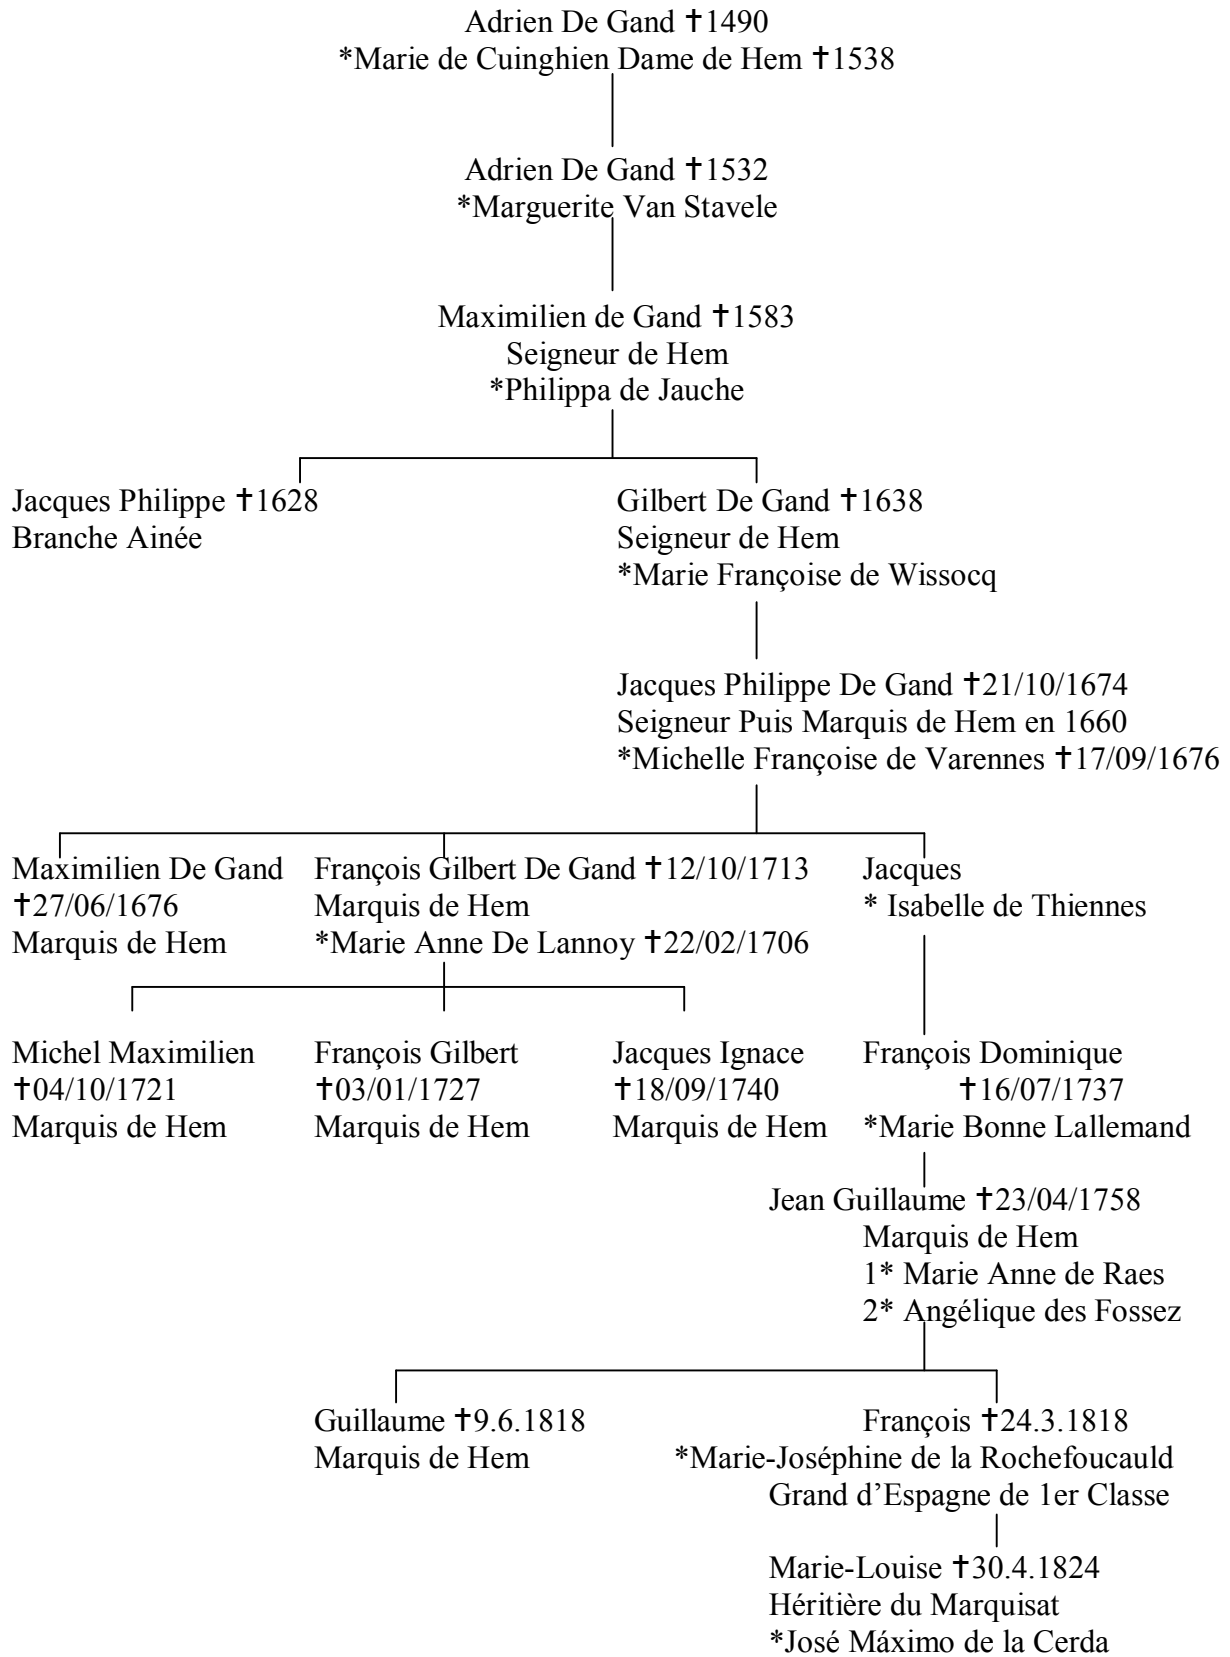 Adrien De Gand ✝1490
*Marie de Cuinghien Dame de Hem ✝1538
Adrien De Gand ✝1532
*Marguerite Van Stavele
Maximilien de Gand ✝1583
Seigneur de Hem
*Philippa de Jauche
Jacques Philippe ✝1628
Branche Ainée
Gilbert De Gand ✝1638
Seigneur de Hem
*Marie Françoise de Wissocq
Jacques Philippe De Gand ✝21/10/1674
Seigneur Puis Marquis de Hem en 1660
*Michelle Françoise de Varennes ✝17/09/1676
Maximilien De Gand
✝27/06/1676
Marquis de Hem
François Gilbert De Gand ✝12/10/1713
Marquis de Hem
*Marie Anne De Lannoy ✝22/02/1706
Jacques
* Isabelle de Thiennes
Michel Maximilien
✝04/10/1721
Marquis de Hem
François Gilbert
✝03/01/1727
Marquis de Hem
Jacques Ignace
✝18/09/1740
Marquis de Hem
François Dominique
✝16/07/1737
*Marie Bonne Lallemand
Jean Guillaume ✝23/04/1758
Marquis de Hem
1* Marie Anne de Raes
2* Angélique des Fossez
Guillaume ✝9.6.1818
Marquis de Hem
François ✝24.3.1818
*Marie-Joséphine de la Rochefoucauld
Grand d’Espagne de 1er Classe
Marie-Louise ✝30.4.1824
Héritière du Marquisat
*José Máximo de la Cerda